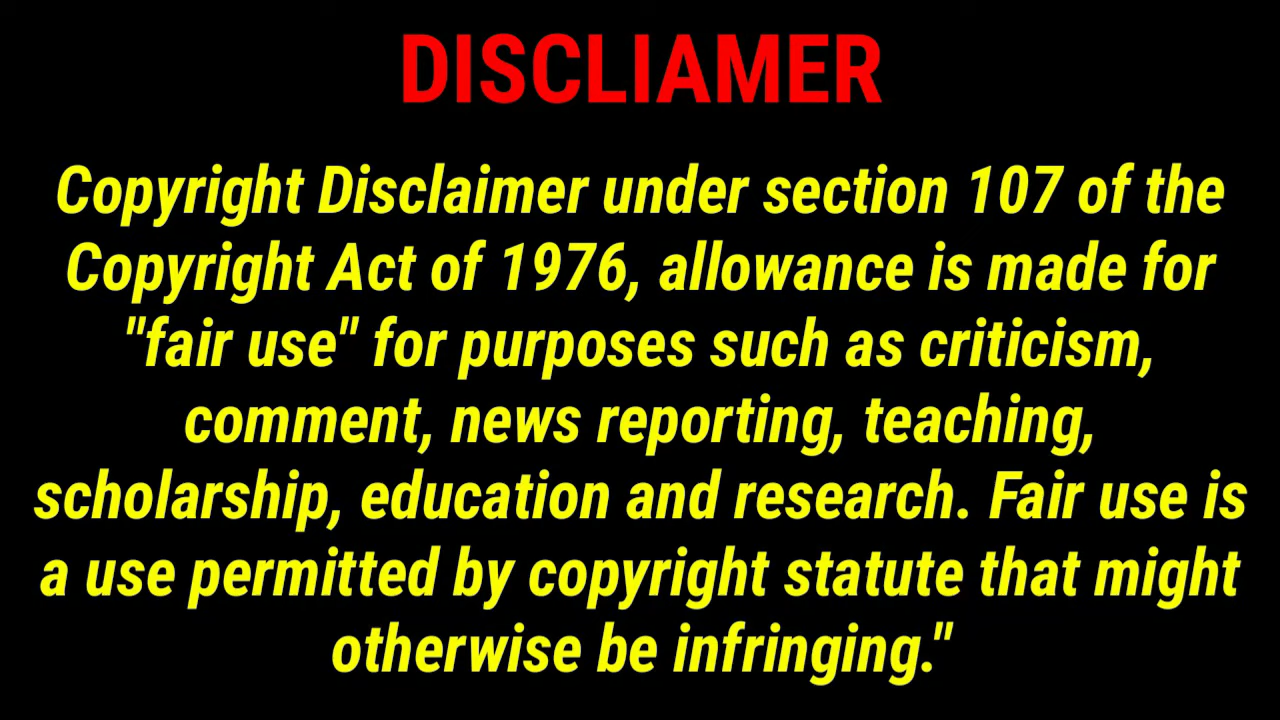 DISCLIAMER
Copyright Disclaimer under section 107 of the
Copyright Act of 1976, allowance is made for
"fair use" for purposes such as criticism,
comment, news reporting, teaching,
scholarship, education and research. Fair use is
a use permitted by copyright statute that might
otherwise be infringing."